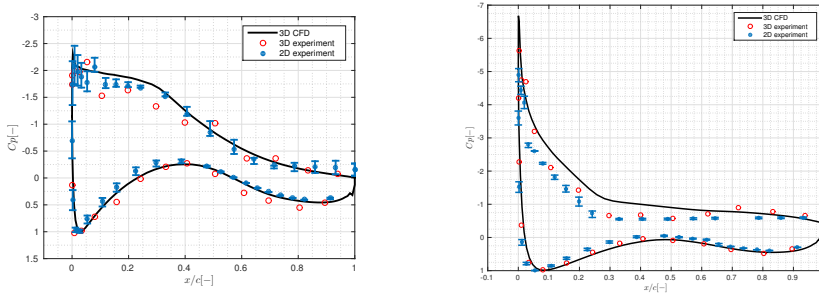 -3
-2.5
-2
-1.5
-1
-0.5
0
0.5
1
1.5
Cp[-]
3D CFD
3D experiment
2D experiment
0 0.2 0.4 0.6 0.8 1
x/c[-]
-7
-6
-5
-4
-3
-2
-1
0
1
Cp[-]
3D CFD
3D experiment
2D experiment
-0.1 0 0.1 0.2 0.3 0.4 0.5 0.6 0.7 0.8 0.9
x/c[-]